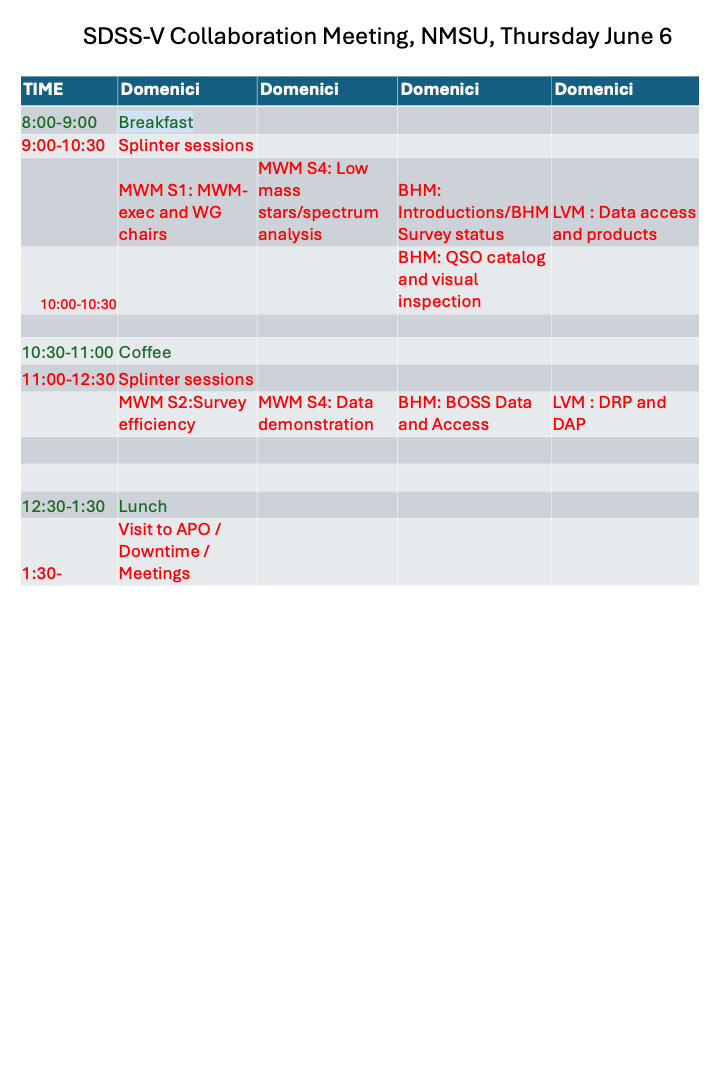 SDSS-V Collaboration Meeting, NMSU, Thursday June 6
TIME Domenici Domenici Domenici Domenici
8:00-9:00 Breakfast
9:00-10:30 Splinter sessions
MWM S1: MWM-
exec and WG
chairs
MWM S4: Low
mass
stars/spectrum
analysis
BHM:
Introductions/BHM
Survey status
LVM : Data access
and products
10:00-10:30
BHM: QSO catalog
and visual
inspection
10:30-11:00 Coffee
11:00-12:30 Splinter sessions
MWM S2:Survey
efficiency
MWM S4: Data
demonstration
BHM: BOSS Data
and Access
LVM : DRP and
DAP
12:30-1:30 Lunch
1:30-
Visit to APO /
Downtime /
Meetings